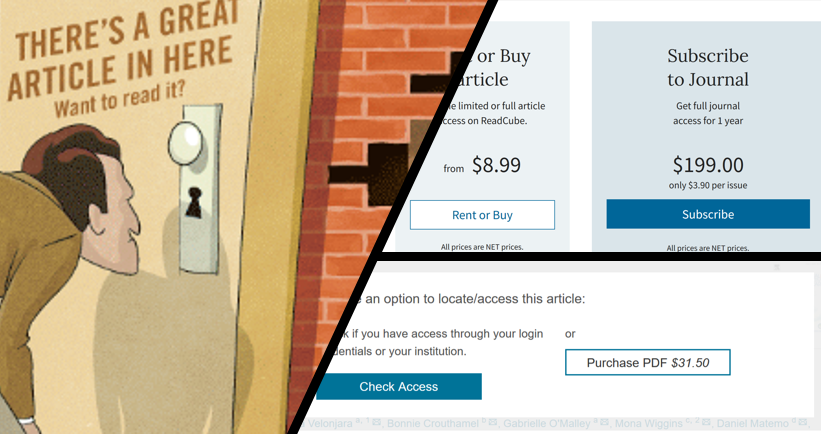 THERE'S A GREAT
ARTICLE IN HERE
Want to read it?
or Buy
article
limited or full article
access on ReadCube.
from $8.99
Rent or Buy
All prices are NET prices.
Subscribe
to Journal
Get full journal
access for 1 year
$199.00
only $3.90 per issue
Subscribe
All prices are NET prices.
an option to locate/access this article:
if you have access through your login
dentials or your institution.
or
Check Access
Purchase PDF $31.50
Velonjara a, 1, Bonnie Crouthamel b, Gabrielle O'Malley a, Mona Wiggins, Daniel Matemo